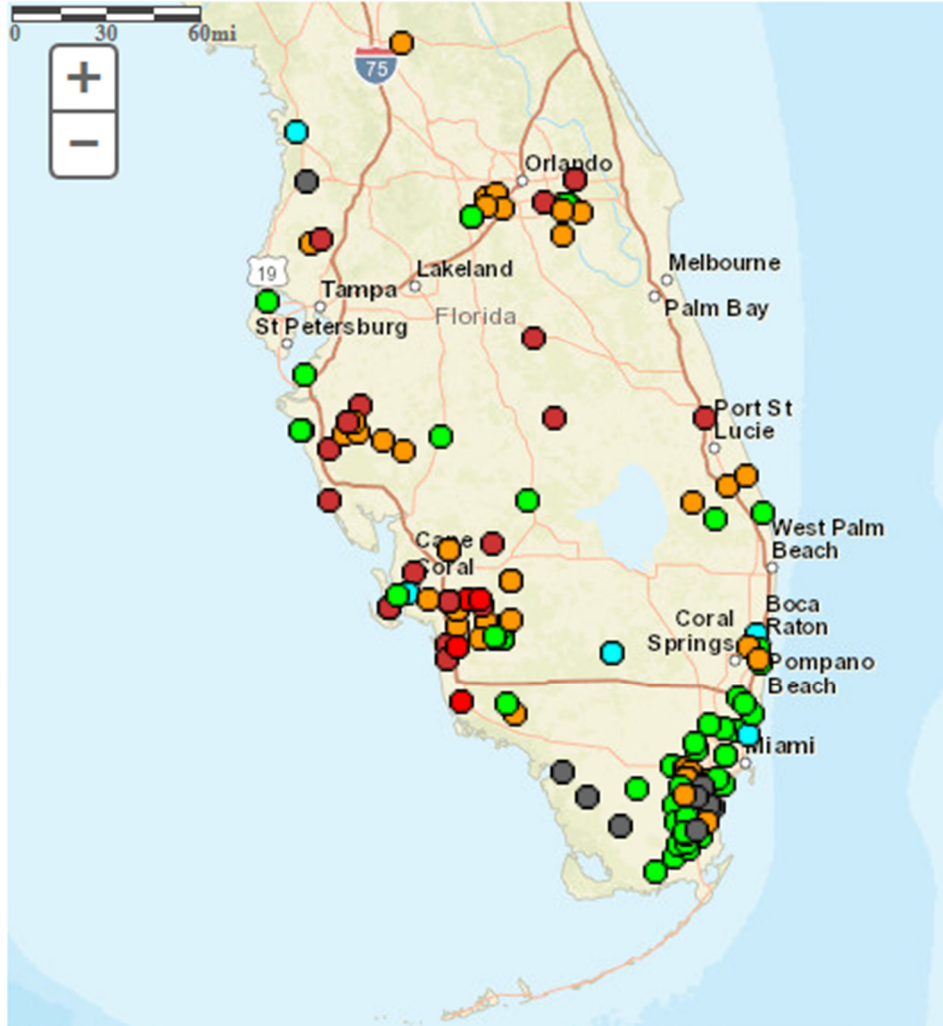 0 30 60mi
+
75
−
Orlando
19
Lakeland
Melbourne
Tampa
Palm Bay
Florida
St Petersburg
Port St
Lucie
West Palm
Beach
Cape
Coral
Boca
Raton
Coral
Springs
Pompano
Beach
Miami